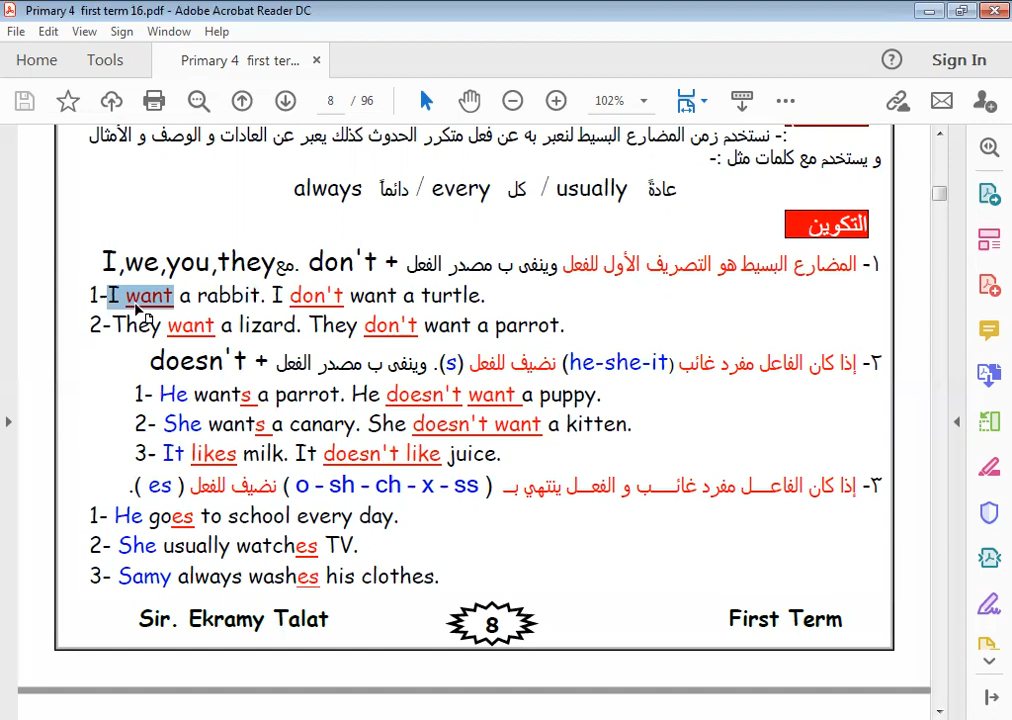 Primary 4 first term 16.pdf - Adobe Acrobat Reader DC
File Edit View Sign Window Help
Home Tools Primary 4 first ter... × Sign In
8 / 96 102%
:- نستخدم زمن المضارع البسيط لنعبر به عن فعل متكرر الحدوث كذلك يعبر عن العادات و الوصف و الأمثال
و يستخدم مع كلمات مثل :-
always دائماً / every كل / usually عادةً
التكوين
١- المضارع البسيط هو التصريف الأول للفعل وينفى ب مصدر الفعل + don't .مع I,we,you,they
1-I want a rabbit. I don't want a turtle.
2-They want a lizard. They don't want a parrot.
٢- إذا كان الفاعل مفرد غائب (he-she-it) نضيف للفعل (s). وينفى ب مصدر الفعل + doesn't
1- He wants a parrot. He doesn't want a puppy.
2- She wants a canary. She doesn't want a kitten.
3- It likes milk. It doesn't like juice.
٣- إذا كان الفاعـــل مفرد غائـــب و الفعـــل ينتهي بـــ ( o - sh - ch - x - ss ) نضيف للفعل ( es ).
1- He goes to school every day.
2- She usually watches TV.
3- Samy always washes his clothes.
Sir. Ekramy Talat 8 First Term